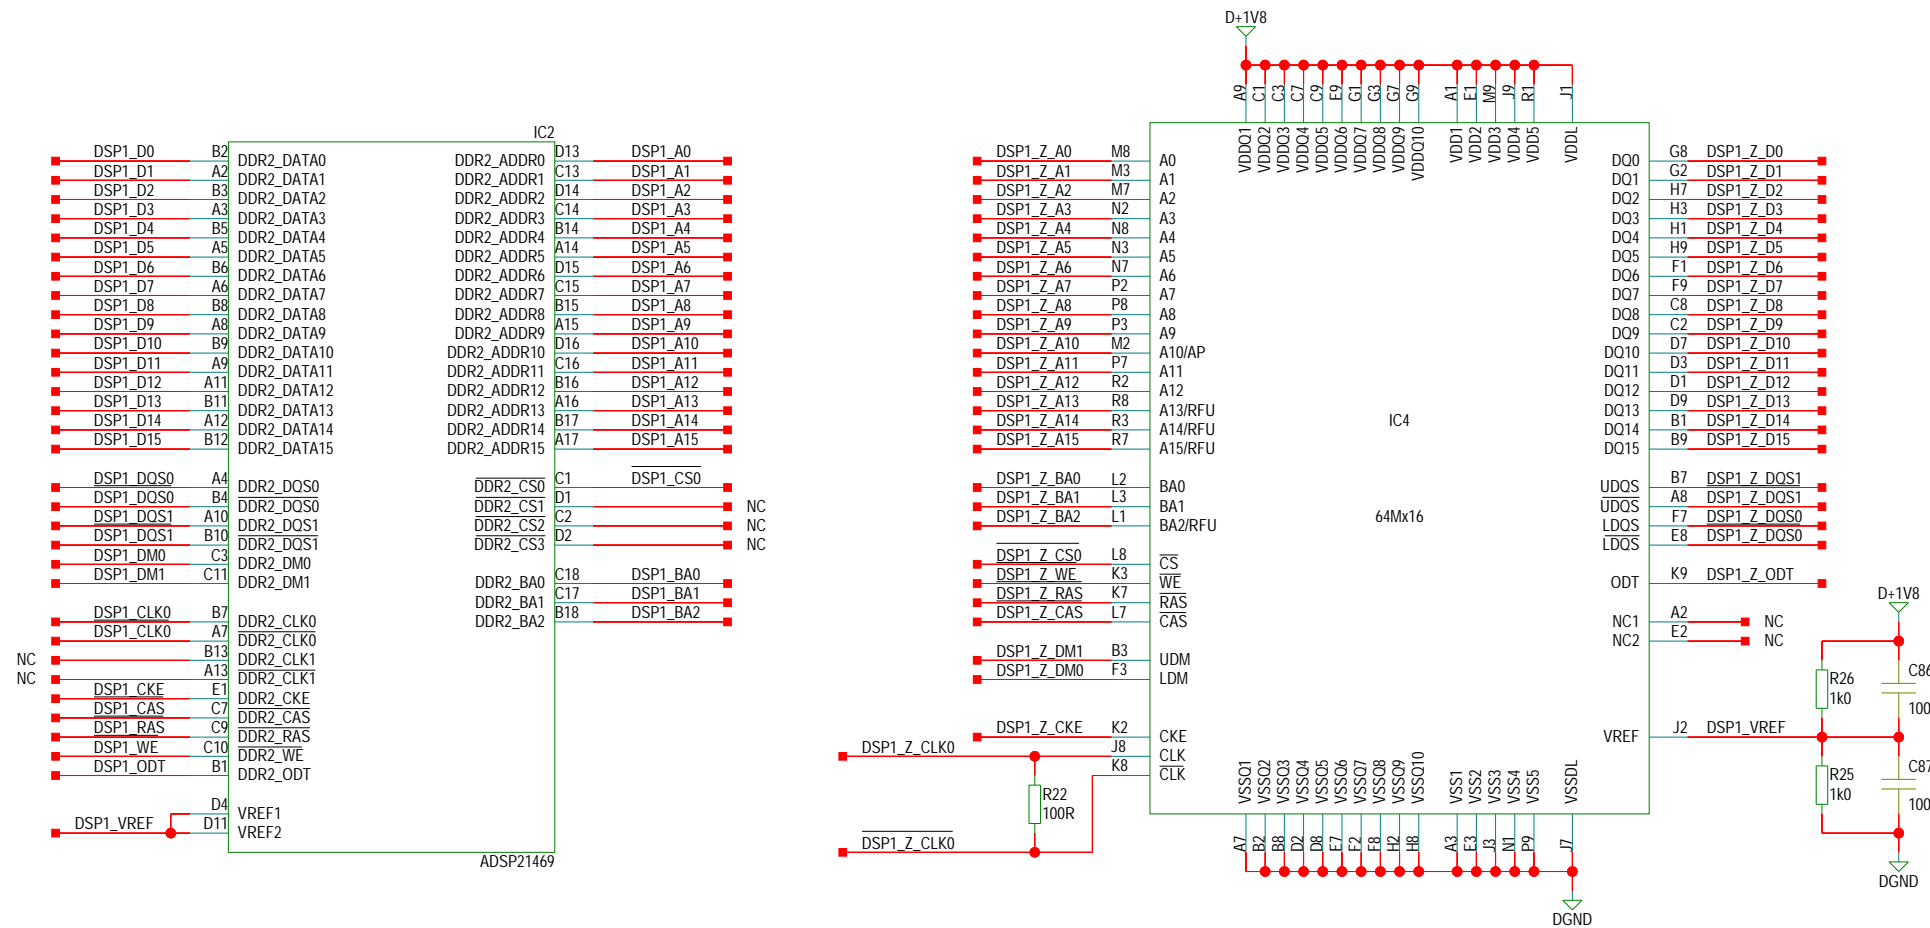 D+1V8
A9 C1 C3 C7 C9 E9 G1 G3 G7 G9 A1 E1 M9 J9 R1 J1
VDDQ1 VDDQ2 VDDQ3 VDDQ4 VDDQ5 VDDQ6 VDDQ7 VDDQ8 VDDQ9 VDDQ10 VDD1 VDD2 VDD3 VDD4 VDD5 VDDL
IC2
DSP1_D0 B2 DDR2_DATA0 DDR2_ADDR0 D13 DSP1_A0
DSP1_D1 A2 DDR2_DATA1 DDR2_ADDR1 C13 DSP1_A1
DSP1_D2 B3 DDR2_DATA2 DDR2_ADDR2 D14 DSP1_A2
DSP1_D3 A3 DDR2_DATA3 DDR2_ADDR3 C14 DSP1_A3
DSP1_D4 B5 DDR2_DATA4 DDR2_ADDR4 B14 DSP1_A4
DSP1_D5 A5 DDR2_DATA5 DDR2_ADDR5 A14 DSP1_A5
DSP1_D6 B6 DDR2_DATA6 DDR2_ADDR6 D15 DSP1_A6
DSP1_D7 A6 DDR2_DATA7 DDR2_ADDR7 C15 DSP1_A7
DSP1_D8 B8 DDR2_DATA8 DDR2_ADDR8 B15 DSP1_A8
DSP1_D9 A8 DDR2_DATA9 DDR2_ADDR9 A15 DSP1_A9
DSP1_D10 B9 DDR2_DATA10 DDR2_ADDR10 D16 DSP1_A10
DSP1_D11 A9 DDR2_DATA11 DDR2_ADDR11 C16 DSP1_A11
DSP1_D12 A11 DDR2_DATA12 DDR2_ADDR12 B16 DSP1_A12
DSP1_D13 B11 DDR2_DATA13 DDR2_ADDR13 A16 DSP1_A13
DSP1_D14 A12 DDR2_DATA14 DDR2_ADDR14 B17 DSP1_A14
DSP1_D15 B12 DDR2_DATA15 DDR2_ADDR15 A17 DSP1_A15
DSP1_DQS0 A4 DDR2_DQS0 DDR2_CS0 C1 DSP1_CS0
DSP1_DQS0 B4 DDR2_DQS0 DDR2_CS1 D1 NC
DSP1_DQS1 A10 DDR2_DQS1 DDR2_CS2 C2 NC
DSP1_DQS1 B10 DDR2_DQS1 DDR2_CS3 D2 NC
DSP1_DM0 C3 DDR2_DM0
DSP1_DM1 C11 DDR2_DM1 DDR2_BA0 C18 DSP1_BA0
DDR2_BA1 C17 DSP1_BA1
DSP1_CLK0 B7 DDR2_CLK0 DDR2_BA2 B18 DSP1_BA2
DSP1_CLK0 A7 DDR2_CLK0
NC B13 DDR2_CLK1
NC A13 DDR2_CLK1
DSP1_CKE E1 DDR2_CKE
DSP1_CAS C7 DDR2_CAS
DSP1_RAS C9 DDR2_RAS
DSP1_WE C10 DDR2_WE
DSP1_ODT B1 DDR2_ODT
D4 VREF1
DSP1_VREF D11 VREF2
ADSP21469
DSP1_Z_A0 M8 A0 DQ0 G8 DSP1_Z_D0
DSP1_Z_A1 M3 A1 DQ1 G2 DSP1_Z_D1
DSP1_Z_A2 M7 A2 DQ2 H7 DSP1_Z_D2
DSP1_Z_A3 N2 A3 DQ3 H3 DSP1_Z_D3
DSP1_Z_A4 N8 A4 DQ4 H1 DSP1_Z_D4
DSP1_Z_A5 N3 A5 DQ5 H9 DSP1_Z_D5
DSP1_Z_A6 N7 A6 DQ6 F1 DSP1_Z_D6
DSP1_Z_A7 P2 A7 DQ7 F9 DSP1_Z_D7
DSP1_Z_A8 P8 A8 DQ8 C8 DSP1_Z_D8
DSP1_Z_A9 P3 A9 DQ9 C2 DSP1_Z_D9
DSP1_Z_A10 M2 A10/AP DQ10 D7 DSP1_Z_D10
DSP1_Z_A11 P7 A11 DQ11 D3 DSP1_Z_D11
DSP1_Z_A12 R2 A12 DQ12 D1 DSP1_Z_D12
DSP1_Z_A13 R8 A13/RFU DQ13 D9 DSP1_Z_D13
IC4
DSP1_Z_A14 R3 A14/RFU DQ14 B1 DSP1_Z_D14
DSP1_Z_A15 R7 A15/RFU DQ15 B9 DSP1_Z_D15
DSP1_Z_BA0 L2 BA0 UDQS B7 DSP1_Z_DQS1
DSP1_Z_BA1 L3 BA1 UDQS A8 DSP1_Z_DQS1
DSP1_Z_BA2 L1 BA2/RFU 64Mx16 LDQS F7 DSP1_Z_DQS0
LDQS E8 DSP1_Z_DQS0
DSP1_Z_CS0 L8 CS
DSP1_Z_WE K3 WE ODT K9 DSP1_Z_ODT
DSP1_Z_RAS K7 RAS
DSP1_Z_CAS L7 CAS NC1 A2 NC
NC2 E2 NC
DSP1_Z_DM1 B3 UDM
DSP1_Z_DM0 F3 LDM
DSP1_Z_CKE K2 CKE VREF J2 DSP1_VREF
DSP1_Z_CLK0 J8 CLK
K8 CLK
R22
100R
DSP1_Z_CLK0
D+1V8
R26
1k0
C86
100
R25
1k0
C87
100
DGND
VSSQ1 VSSQ2 VSSQ3 VSSQ4 VSSQ5 VSSQ6 VSSQ7 VSSQ8 VSSQ9 VSSQ10 VSS1 VSS2 VSS3 VSS4 VSS5 VSSDL
A7 B2 B8 D2 D8 E7 F2 F8 H2 H8 A3 E3 J3 N1 P9 J7
DGND